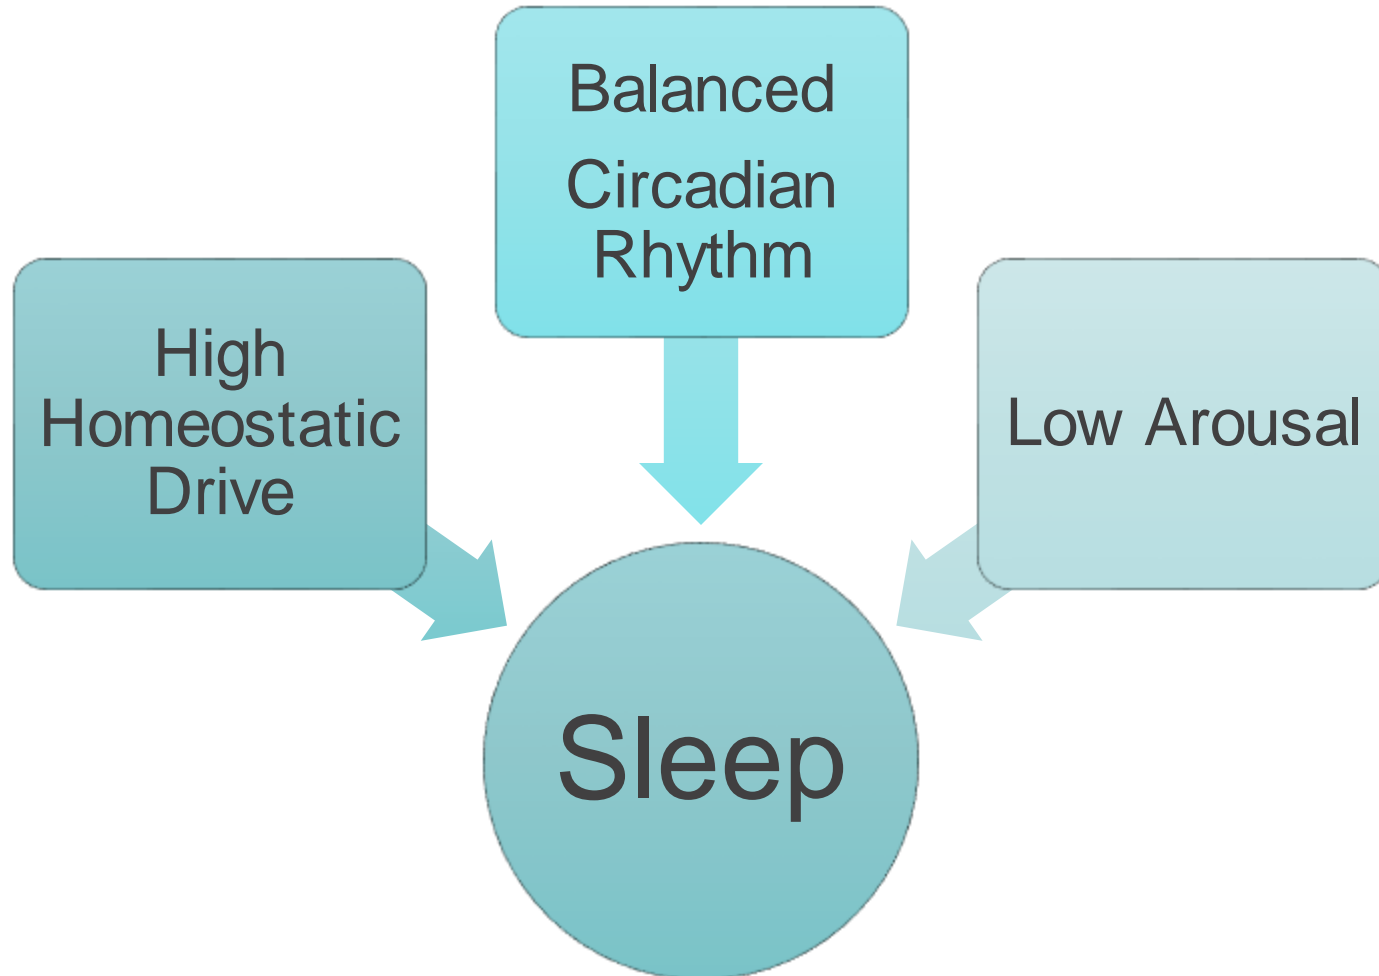 Balanced
Circadian
Rhythm
High
Homeostatic
Drive
Low Arousal
Sleep